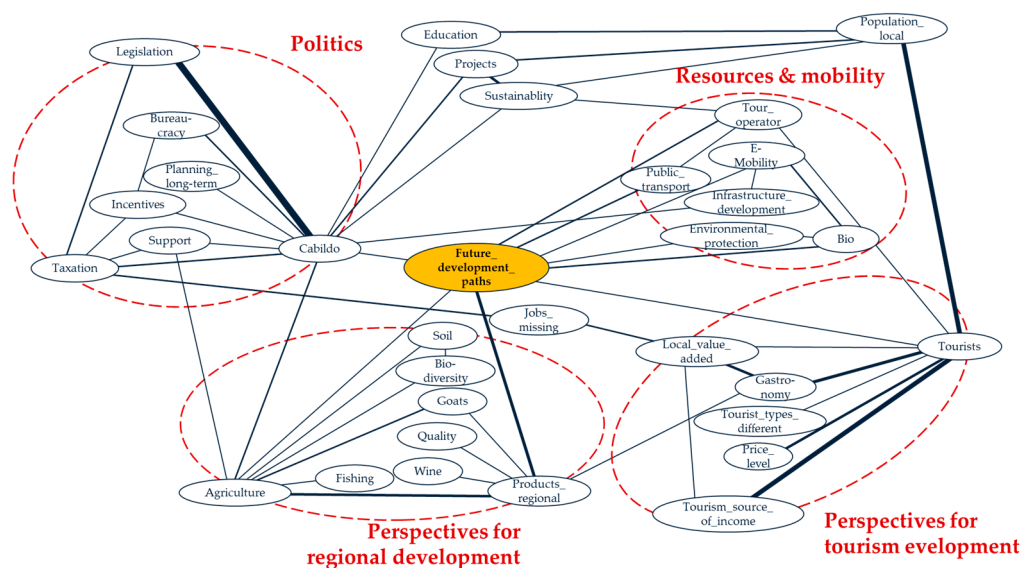 Education
Population_
local
Politics
Legislation
Projects
Resources & mobility
Sustainablity
Tour_
operator
Bureau-
cracy
E-
Mobility
Planning_
long-term
Public_
transport
Incentives
Infrastructure_
development
Support
Cabildo
Environmental_
protection
Bio
Taxation
Future_
development_
paths
Jobs_
missing
Soil
Local_value_
added
Tourists
Bio-
diversity
Gastro-
nomy
Goats
Tourist_types_
different
Quality
Price_
level
Fishing
Wine
Agriculture
Products_
regional
Tourism_source_
of_income
Perspectives for
regional development
Perspectives for
tourism evelopment